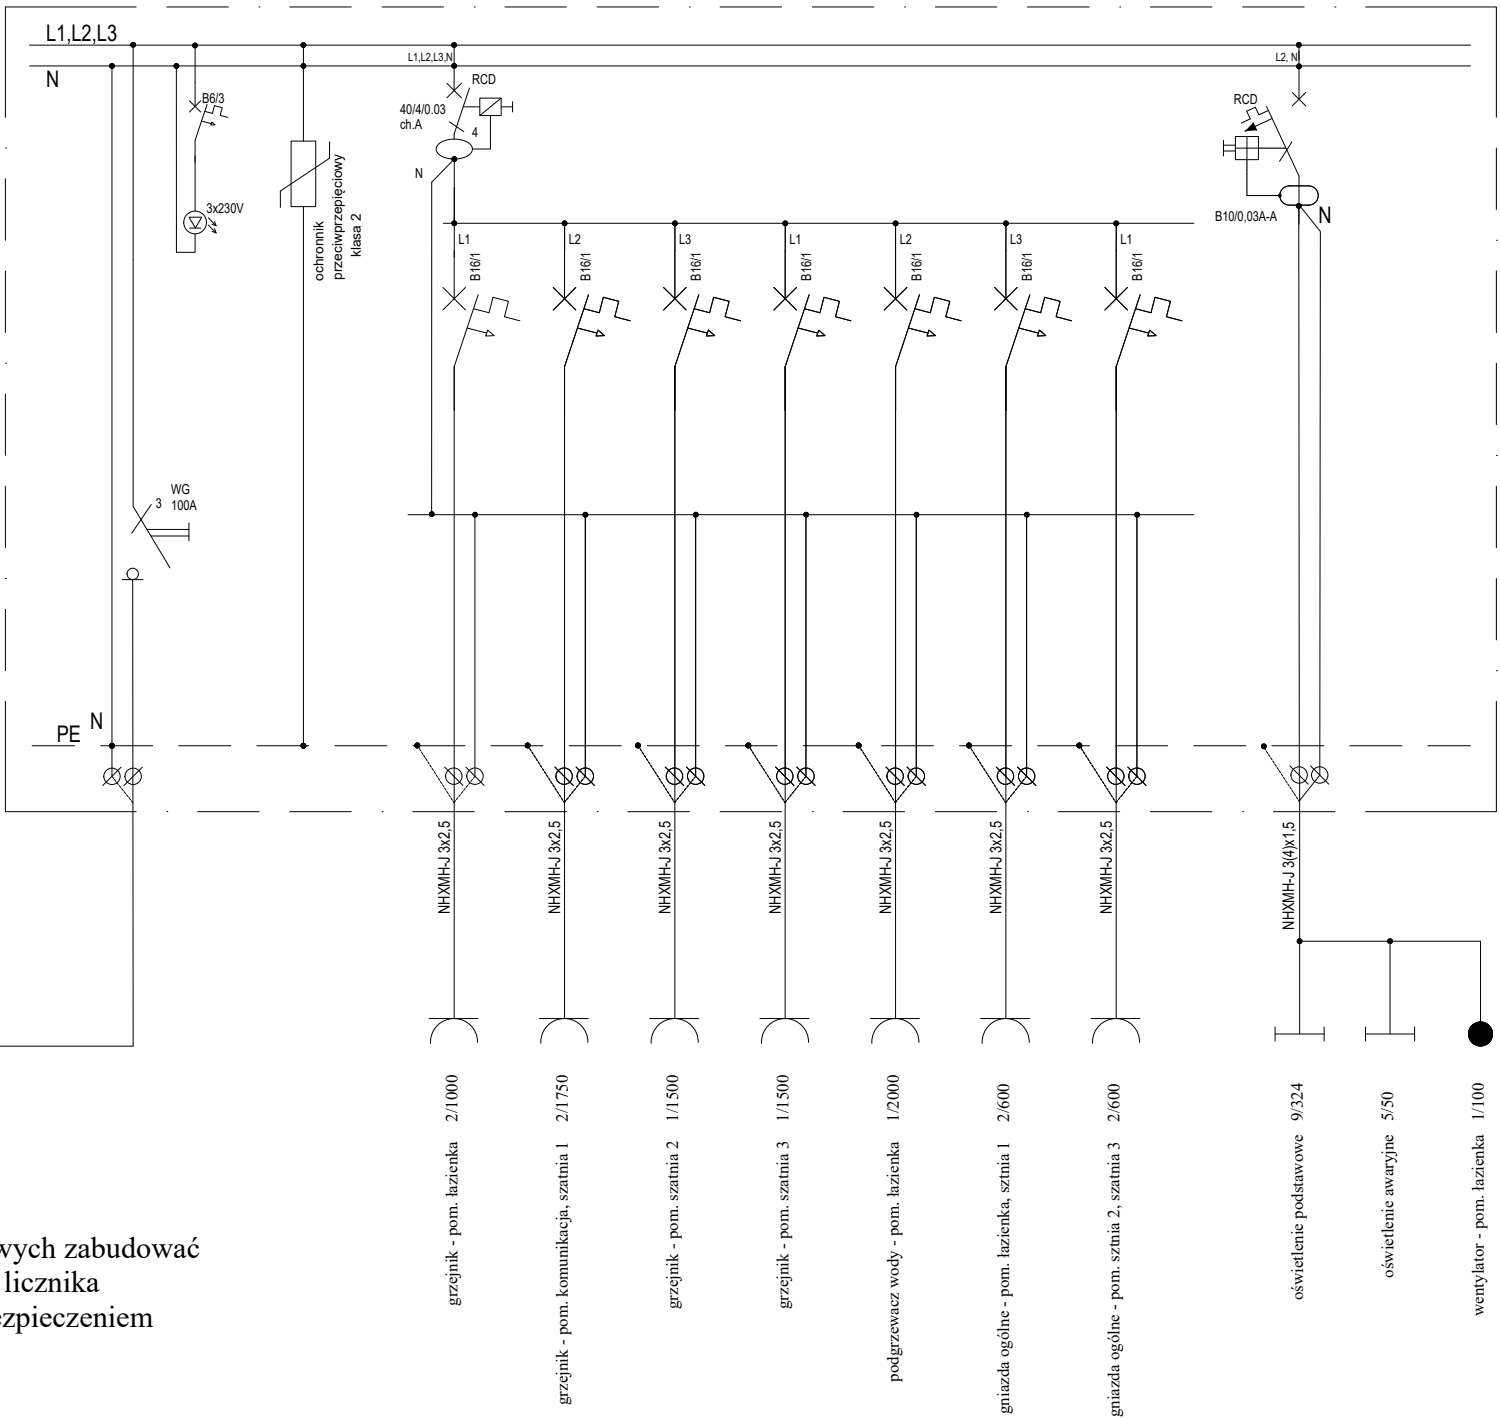 L1,L2,L3
N
L1,L2,L3,N
L2, N
B6/3
3x230V
ochronnik
przeciwprzepięciowy
klasa 2
RCD
40/4/0.03
ch.A
4
N
RCD
B10/0,03A-A
N
L1
B16/1
L2
B16/1
L3
B16/1
L1
B16/1
L2
B16/1
L3
B16/1
L1
B16/1
WG
3 100A
PE
N
NHXMH-J 3x2,5
NHXMH-J 3x2,5
NHXMH-J 3x2,5
NHXMH-J 3x2,5
NHXMH-J 3x2,5
NHXMH-J 3x2,5
NHXMH-J 3x2,5
NHXMH-J 3(4)x1,5
grzejnik - pom. łazienka 2/1000
grzejnik - pom. komunikacja, szatnia 1 2/1750
grzejnik - pom. szatnia 2 1/1500
grzejnik - pom. szatnia 3 1/1500
podgrzewacz wody - pom. łazienka 1/2000
gniazda ogólne - pom. łazienka, sztnia 1 2/600
gniazda ogólne - pom. sztnia 2, szatnia 3 2/600
oświetlenie podstawowe 9/324
oświetlenie awaryjne 5/50
wentylator - pom. łazienka 1/100
wych zabudować
licznika
ezpieczeniem